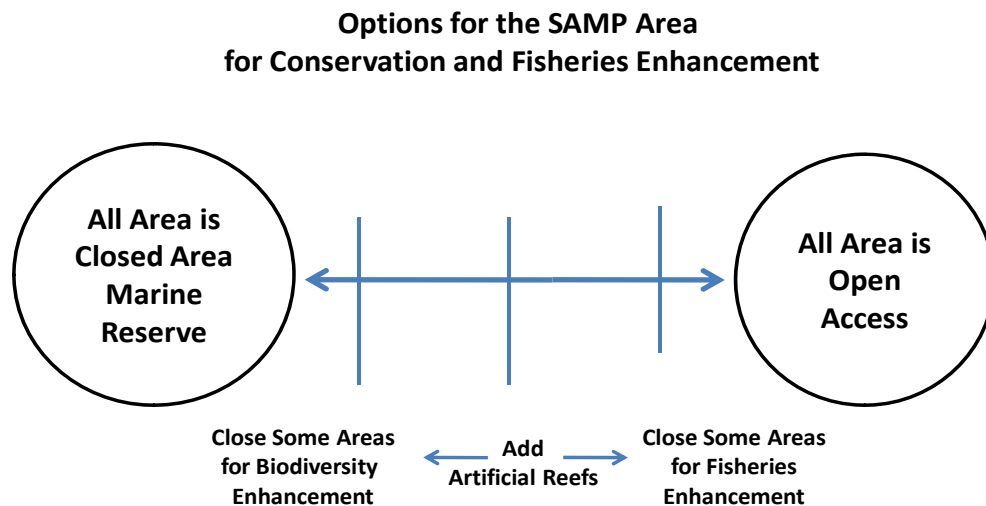 Options for the SAMP Area
for Conservation and Fisheries Enhancement
All Area is
Closed Area
Marine
Reserve
All Area is
Open
Access
Close Some Areas
for Biodiversity
Enhancement
Add
Artificial Reefs
Close Some Areas
for Fisheries
Enhancement